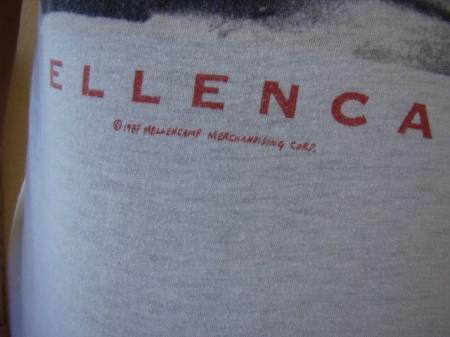 ELLENCA
© 1987 MELLENCAMP MERCHANDISING CORP.